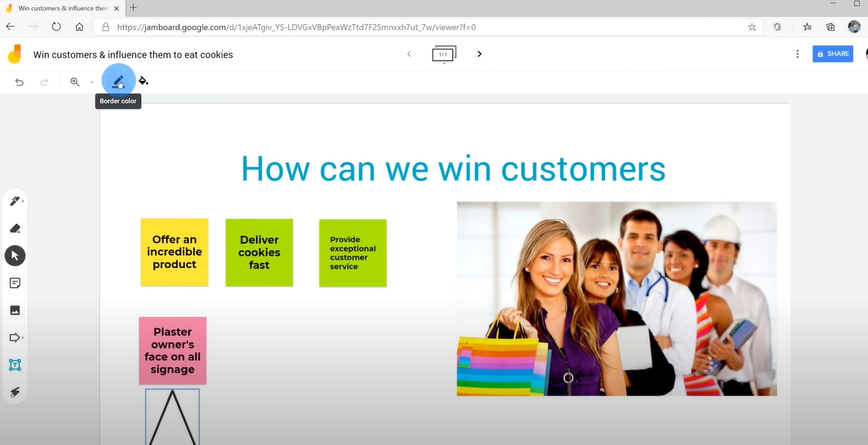 Win customers & influence them
https://jamboard.google.com/d/1xjeATgiv_YS-LDVGxVBpPeaWzTtd7F2Smnxxh7ut_7w/viewer?f=0
Win customers & influence them to eat cookies
1/1
SHARE
Border color
How can we win customers
Offer an
incredible
product
Deliver
cookies
fast
Provide
exceptional
customer
service
Plaster
owner's
face on all
signage